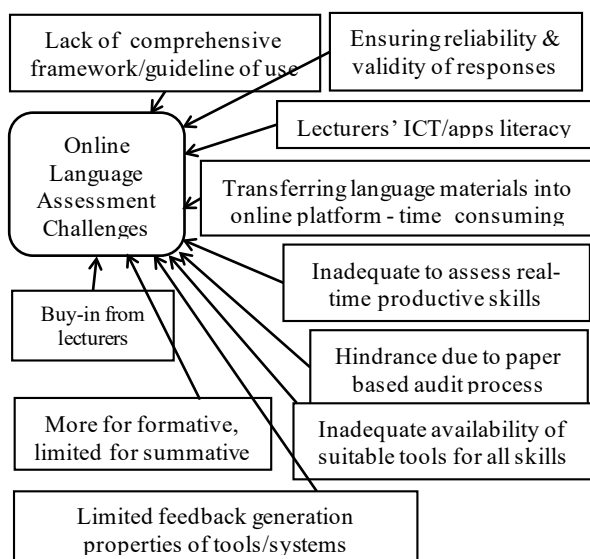 Lack of comprehensive
framework/guideline of use
Ensuring reliability &
validity of responses
Online
Language
Assessment
Challenges
Lecturers' ICT/apps literacy
Transferring language materials into
online platform - time consuming
Inadequate to assess real-
time productive skills
Buy-in from
lecturers
Hindrance due to paper
based audit process
More for formative,
limited for summative
Inadequate availability of
suitable tools for all skills
Limited feedback generation
properties of tools/systems